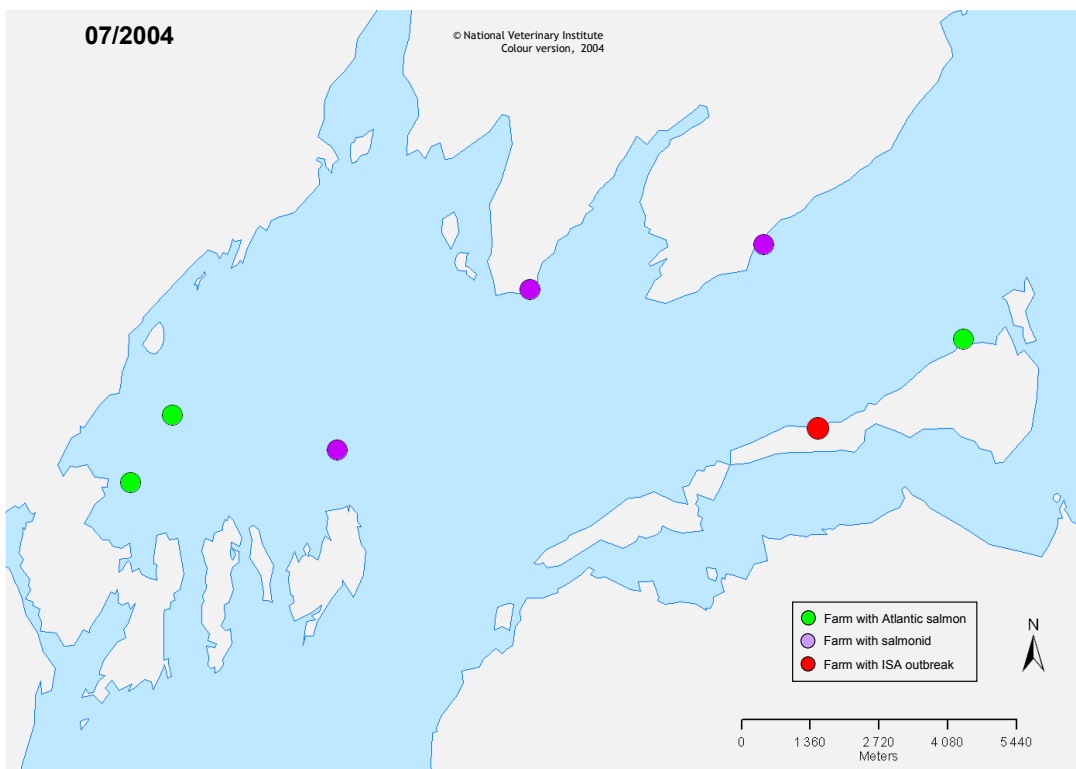 07/2004
© National Veterinary Institute
Colour version, 2004
Farm with Atlantic salmon
Farm with salmonid
Farm with ISA outbreak
N
0 1 360 2 720 4 080 5 440
Meters